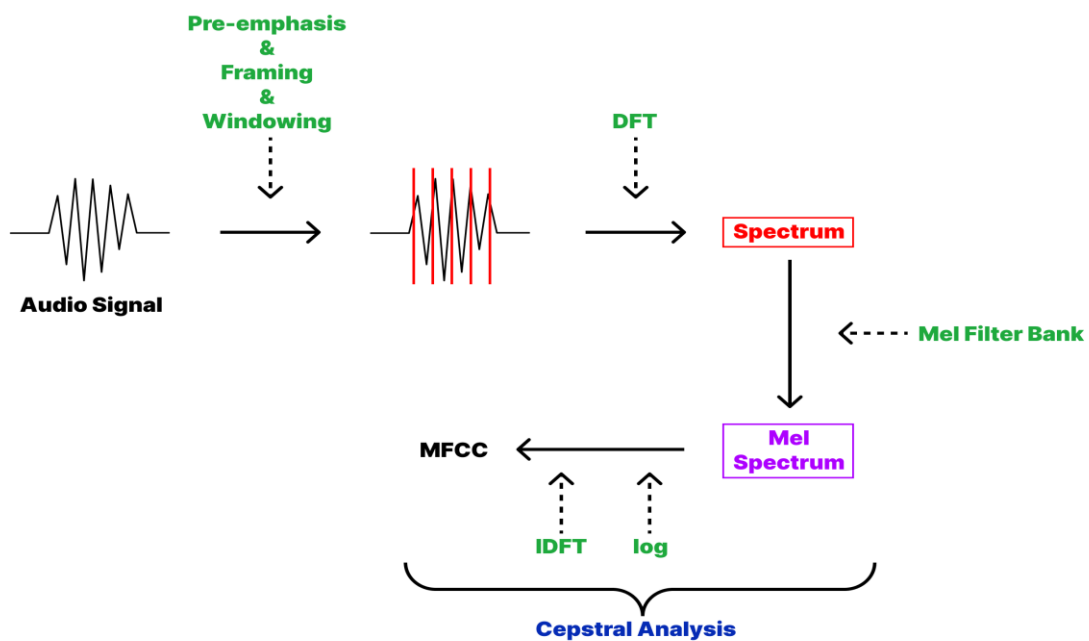 Pre-emphasis
&
Framing
&
Windowing
DFT
Audio Signal
Spectrum
Mel Filter Bank
Mel
Spectrum
MFCC
IDFT
log
Cepstral Analysis